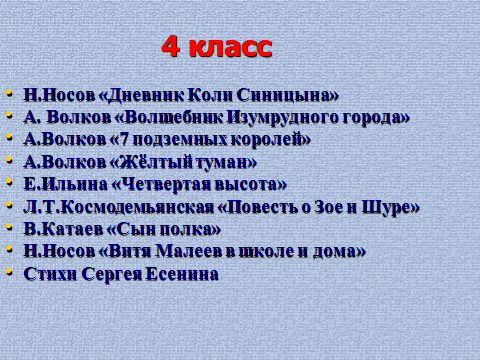 4 класс
• Н.Носов «Дневник Коли Синицына»
• А. Волков «Волшебник Изумрудного города»
• А.Волков «7 подземных королей»
• А.Волков «Жёлтый туман»
• Е.Ильина «Четвертая высота»
• Л.Т.Космодемьянская «Повесть о Зое и Шуре»
• В.Катаев «Сын полка»
• Н.Носов «Витя Малеев в школе и дома»
• Стихи Сергея Есенина